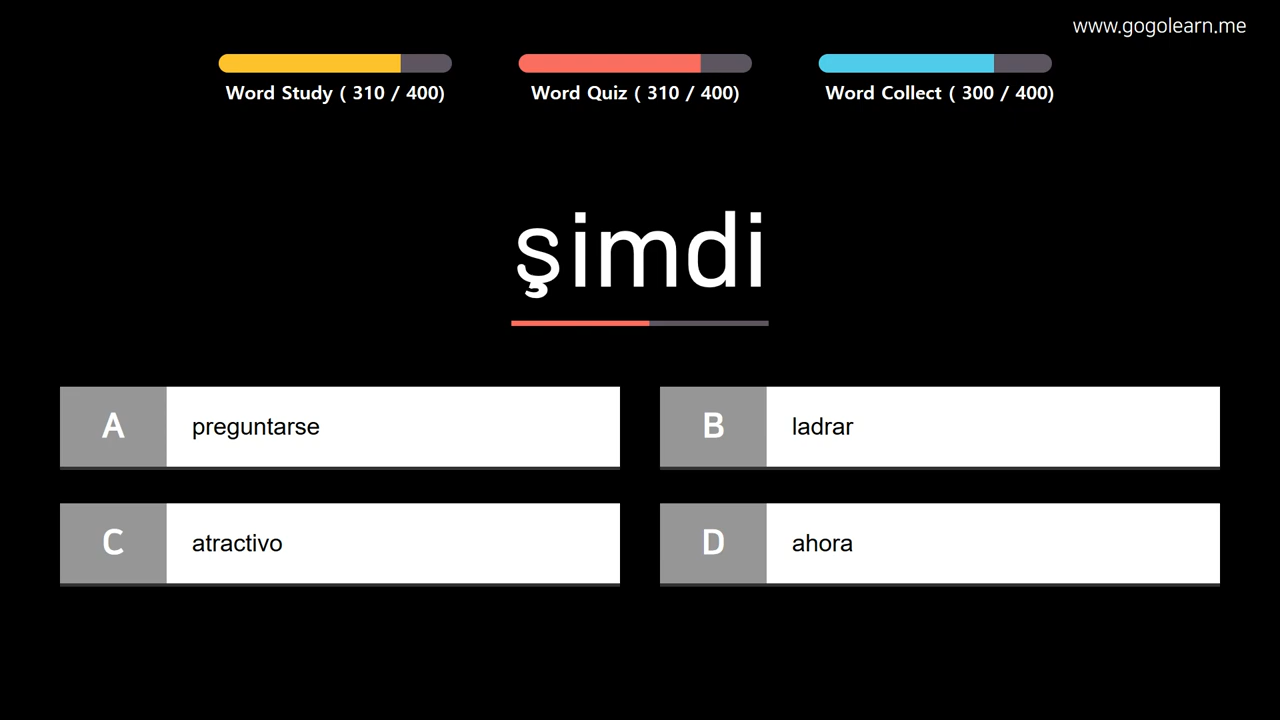 www.gogolearn.me
Word Study ( 310 / 400)
Word Quiz ( 310 / 400)
Word Collect ( 300 / 400)
şimdi
A preguntarse
B ladrar
C atractivo
D ahora